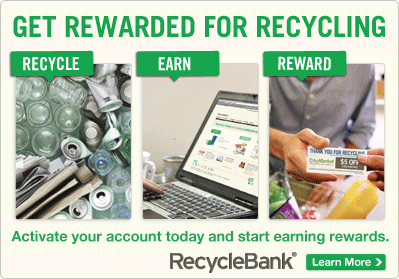 GET REWARDED FOR RECYCLING
RECYCLE
EARN
REWARD
THANK YOU FOR RECYCLING
CityMarket
$5 OFF
Activate your account today and start earning rewards.
RecycleBank®
Learn More >